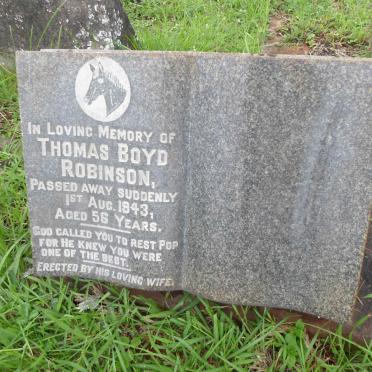 In Loving Memory of
Thomas Boyd
Robinson,
Passed away suddenly
1st Aug. 1943,
Aged 56 Years.
God called you to rest Pop
For He knew you were
one of the best.
Erected by his loving wife